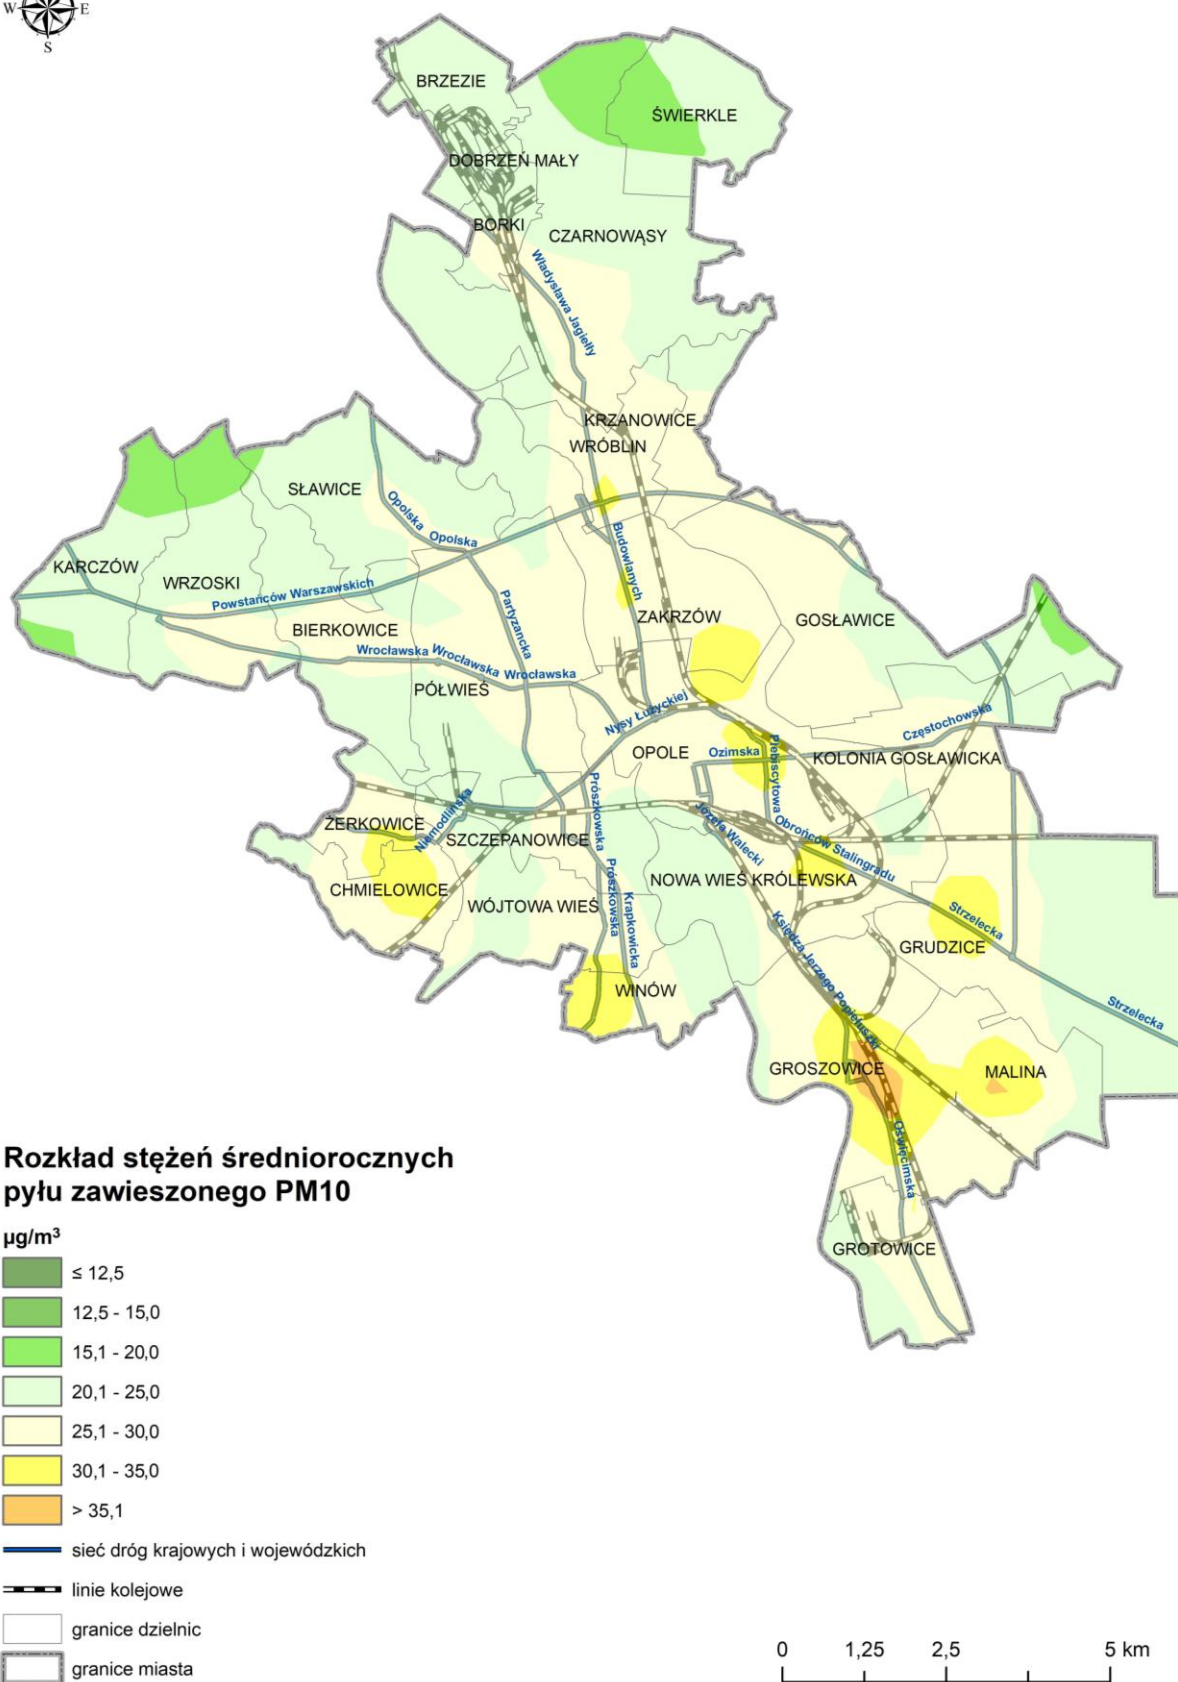 W E
S
BRZEZIE
ŚWIERKLE
DOBRZEŃ MAŁY
BORKI
CZARNOWĄSY
Władysława Jagiełły
KRZANOWICE
WRÓBLIN
SŁAWICE
Opolska
Opolska
Budowlanych
KARCZÓW
WRZOSKI
Powstańców Warszawskich
Partyzancka
ZAKRZÓW
GOSŁAWICE
BIERKOWICE
Wrocławska Wrocławska Wrocławska
PÓŁWIEŚ
Nysy Łużyckiej
Częstochowska
OPOLE
Ozimska
Plebiscytowa
KOLONIA GOSŁAWICKA
Prószkowska
Niemodlińska
ŻERKOWICE
SZCZEPANOWICE
Józefa Walecki
Obrońców Stalingradu
CHMIELOWICE
NOWA WIEŚ KRÓLEWSKA
WÓJTOWA WIEŚ
Prószkowska
Krapkowicka
Strzelecka
GRUDZICE
Księdza Jerzego Popiełuszki
WINÓW
Strzelecka
GROSZOWICE
MALINA
Oświęcimska
GROTOWICE
Rozkład stężeń średniorocznych
pyłu zawieszonego PM10
µg/m³
≤ 12,5
12,5 - 15,0
15,1 - 20,0
20,1 - 25,0
25,1 - 30,0
30,1 - 35,0
> 35,1
sieć dróg krajowych i wojewódzkich
linie kolejowe
granice dzielnic
granice miasta
0 1,25 2,5 5 km